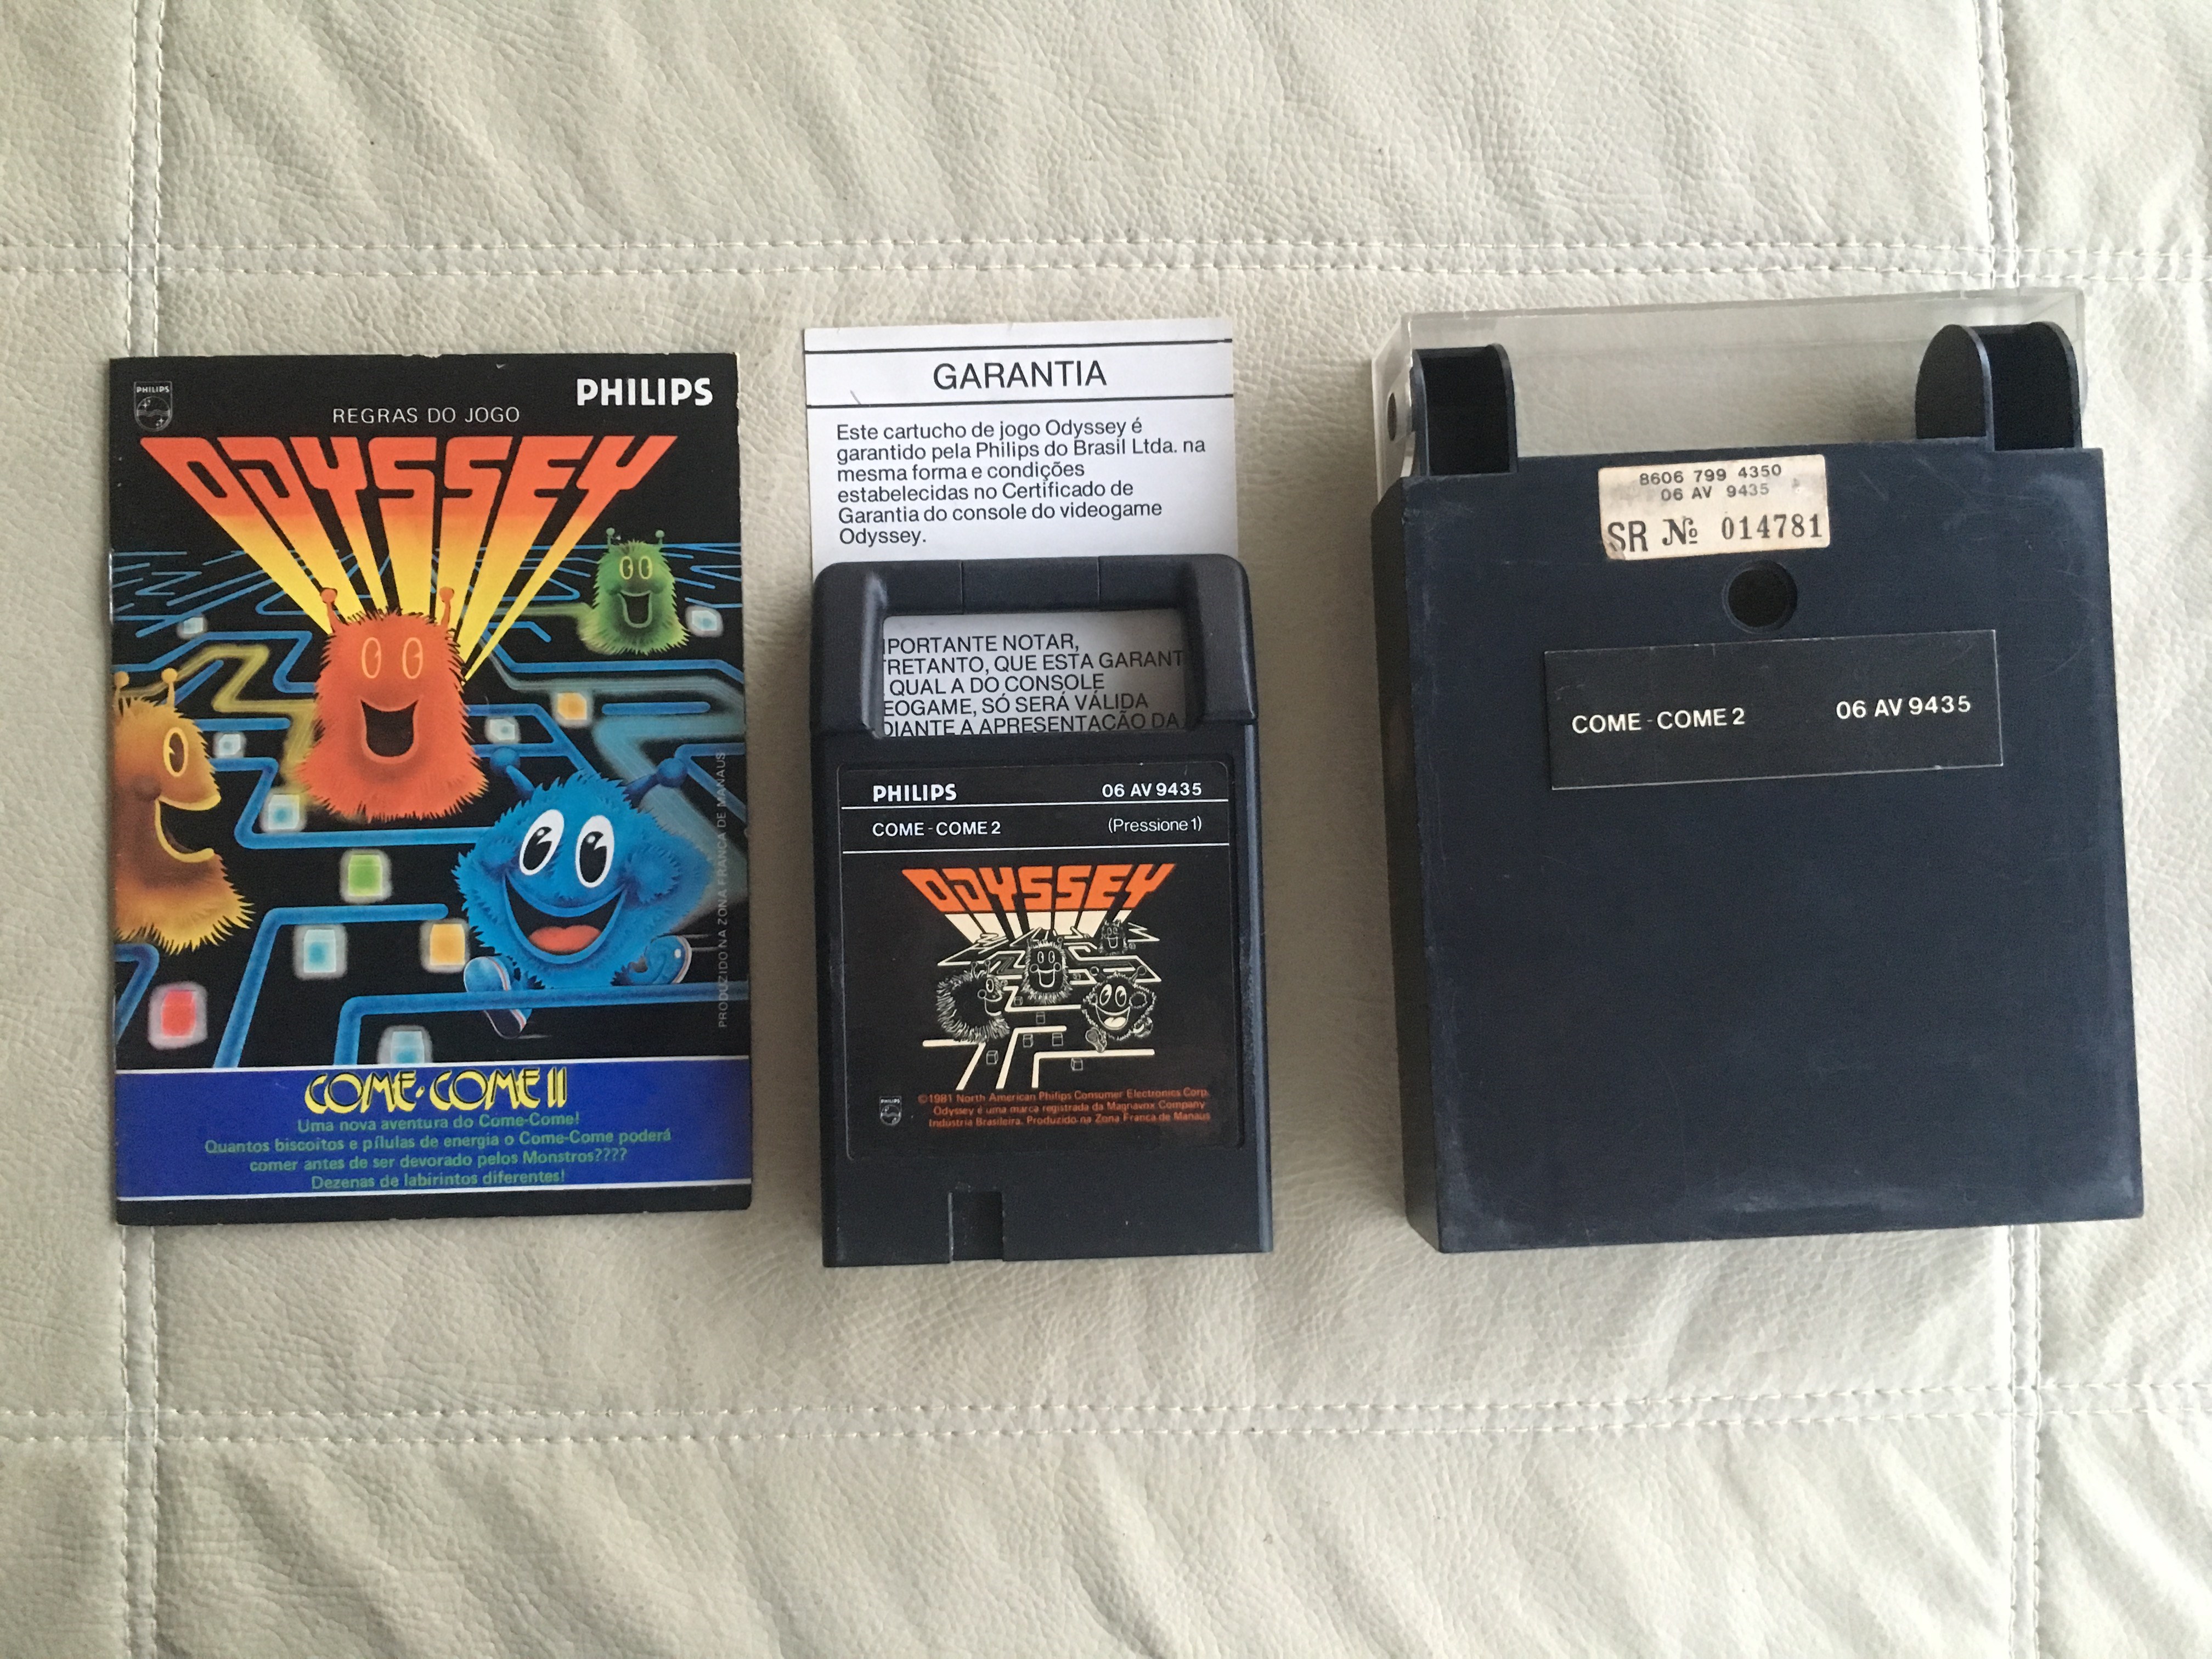 PHILIPS
PHILIPS
REGRAS DO JOGO
ODYSSEY
PRODUZIDO NA ZONA FRANCA DE MANAUS
COME·COME II
Uma nova aventura do Come-Come!
Quantos biscoitos e pílulas de energia o Come-Come poderá
comer antes de ser devorado pelos Monstros????
Dezenas de labirintos diferentes!
GARANTIA
Este cartucho de jogo Odyssey é
garantido pela Philips do Brasil Ltda. na
mesma forma e condições
estabelecidas no Certificado de
Garantia do console do videogame
Odyssey.
PORTANTE NOTAR,
RETANTO, QUE ESTA GARANT
QUAL A DO CONSOLE
EOGAME, SÓ SERÁ VÁLIDA
DIANTE A APRESENTAÇÃO DA
PHILIPS 06 AV 9435
COME-COME 2 (Pressione 1)
ODYSSEY
PHILIPS
©1981 North American Philips Consumer Electronics Corp.
Odyssey é uma marca registrada da Magnavox Company
Indústria Brasileira. Produzido na Zona Franca de Manaus
8606 799 4350
06 AV 9435
SR № 014781
COME-COME 2 06 AV 9435